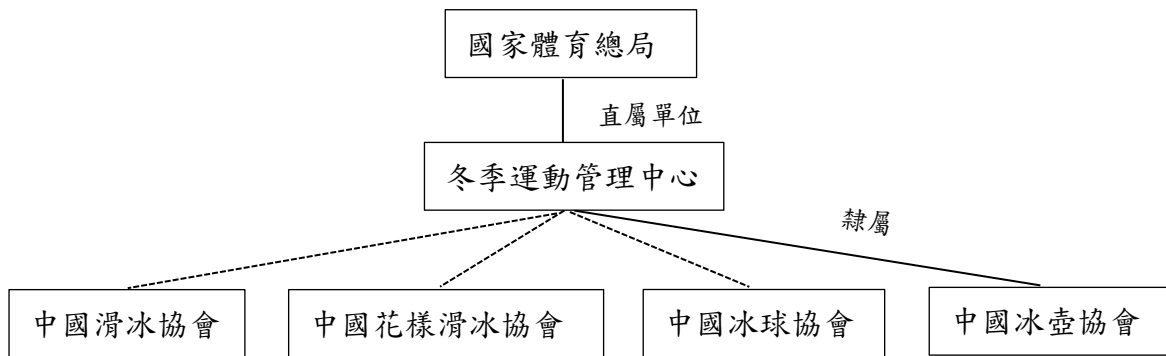 國家體育總局
直屬單位
冬季運動管理中心
隸屬
中國滑冰協會
中國花樣滑冰協會
中國冰球協會
中國冰壺協會